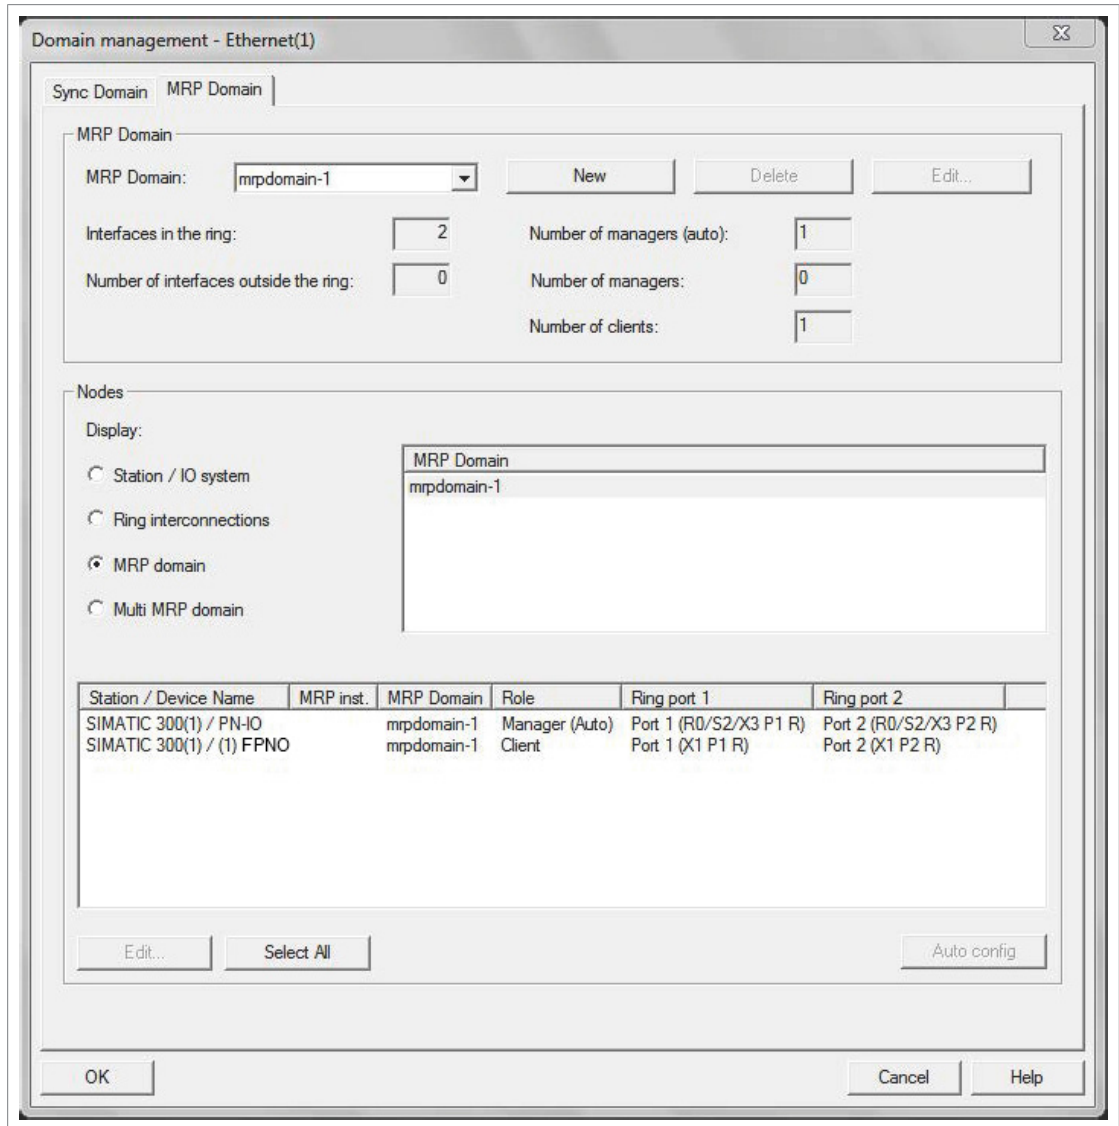 Domain management - Ethernet(1)
Sync Domain MRP Domain
MRP Domain
MRP Domain: mrpdomain-1 New Delete Edit...
Interfaces in the ring: 2 Number of managers (auto): 1
Number of interfaces outside the ring: 0 Number of managers: 0
Number of clients: 1
Nodes
Display:
MRP Domain
Station / IO system
mrpdomain-1
Ring interconnections
MRP domain
Multi MRP domain
Station / Device Name MRP inst. MRP Domain Role Ring port 1 Ring port 2
SIMATIC 300(1) / PN-IO mrpdomain-1 Manager (Auto) Port 1 (R0/S2/X3 P1 R) Port 2 (R0/S2/X3 P2 R)
SIMATIC 300(1) / (1) FPNO mrpdomain-1 Client Port 1 (X1 P1 R) Port 2 (X1 P2 R)
Edit... Select All Auto config
OK Cancel Help